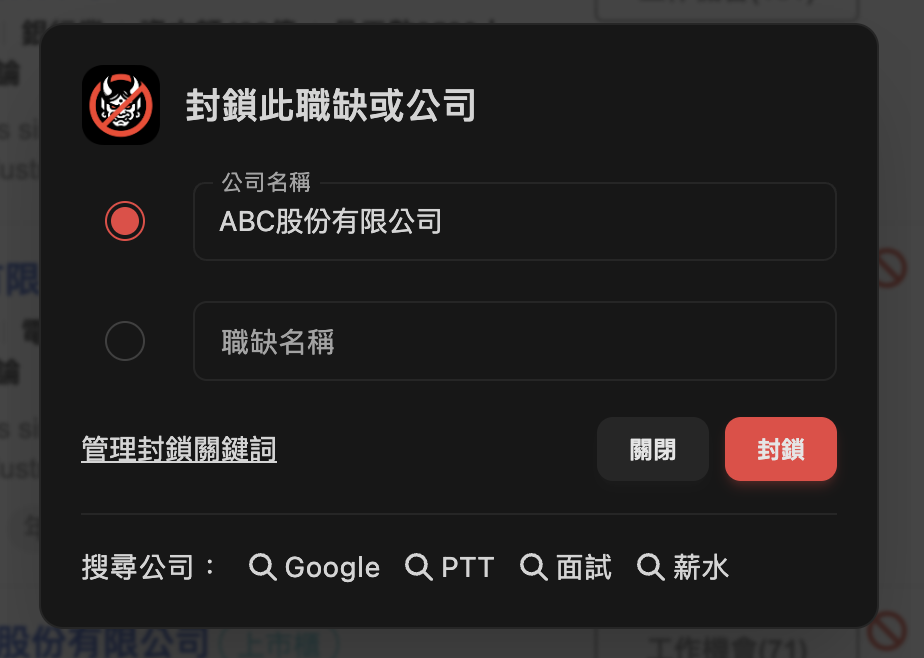 封鎖此職缺或公司
公司名稱
ABC股份有限公司
職缺名稱
管理封鎖關鍵詞 關閉 封鎖
搜尋公司： Google PTT 面試 薪水
股份有限公司 (上市櫃) 工作機會(71)